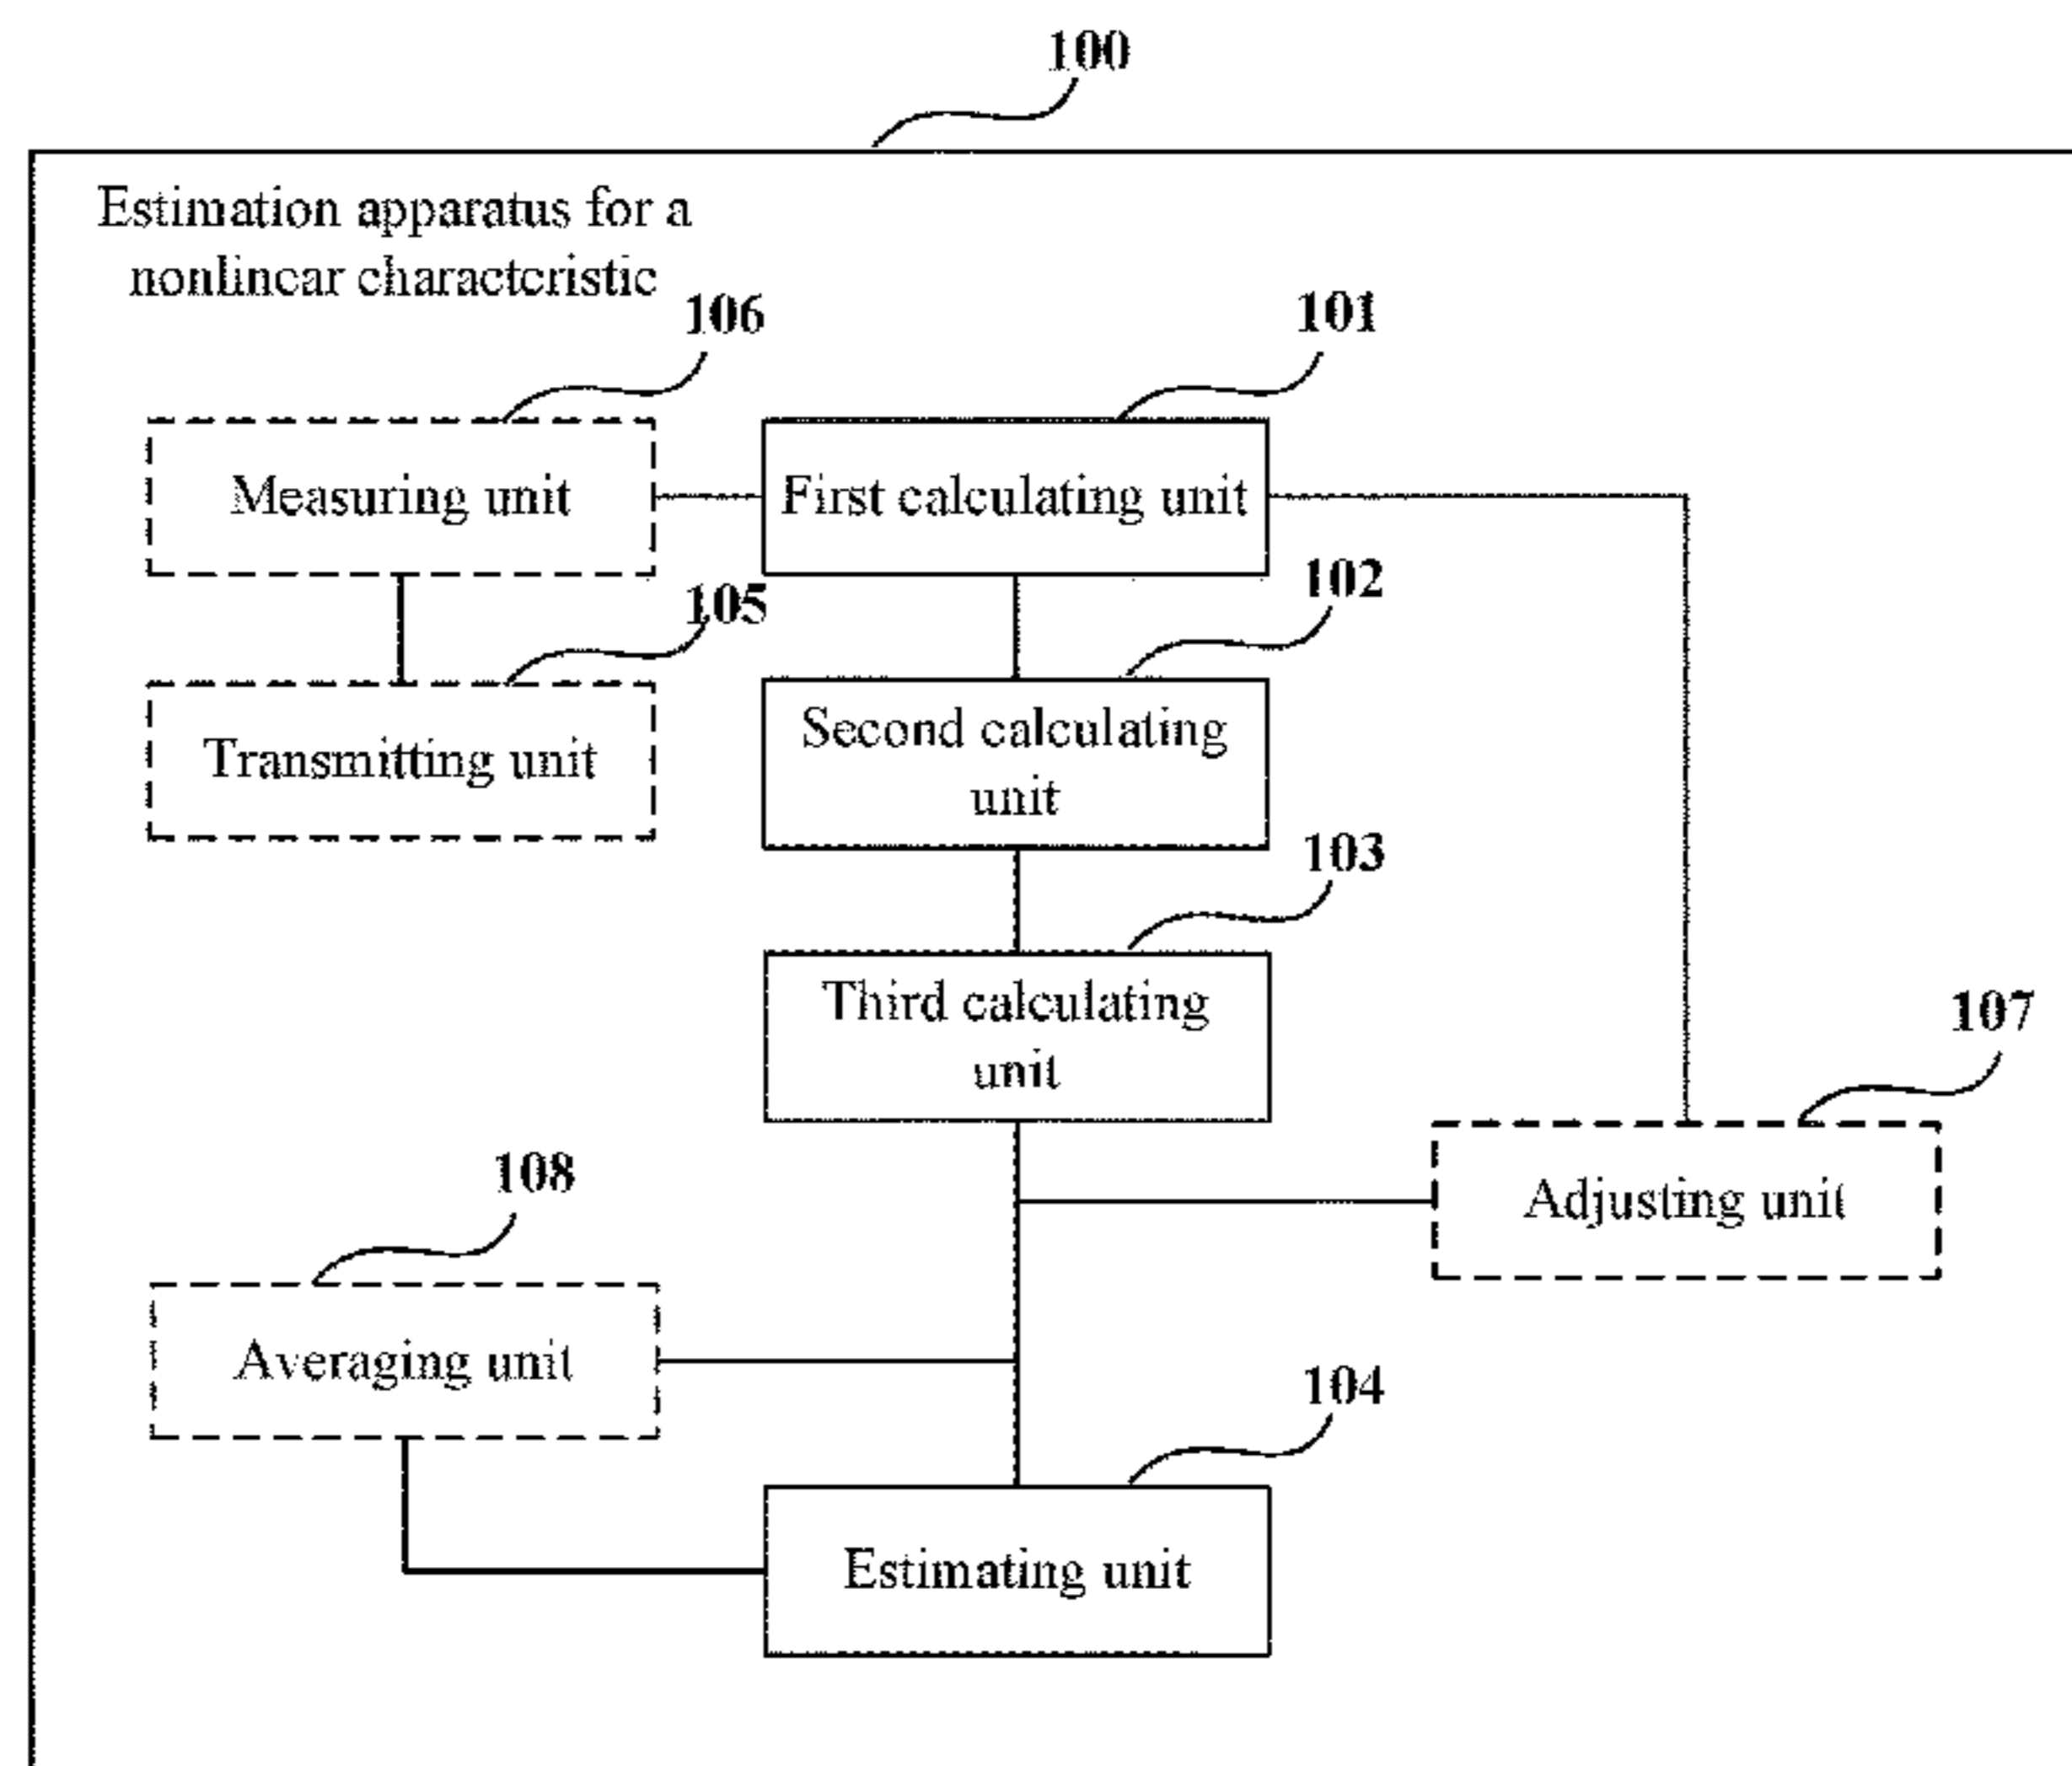 100
Estimation apparatus for a
nonlinear characteristic
106
101
Measuring unit
First calculating unit
105
102
Transmitting unit
Second calculating
unit
103
Third calculating
unit
107
Adjusting unit
108
Averaging unit
104
Estimating unit